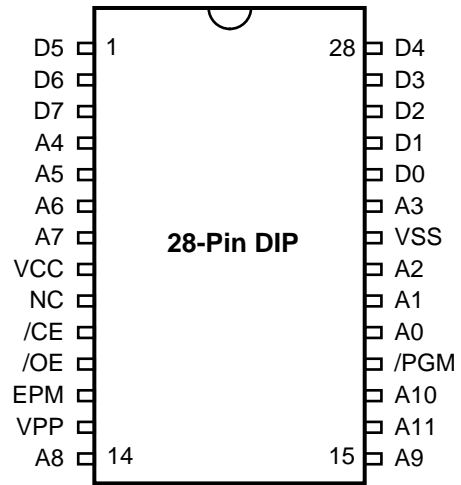 D5 1 28 D4
D6 D3
D7 D2
A4 D1
A5 D0
A6 A3
A7 28-Pin DIP VSS
VCC A2
NC A1
/CE A0
/OE /PGM
EPM A10
VPP A11
A8 14 15 A9